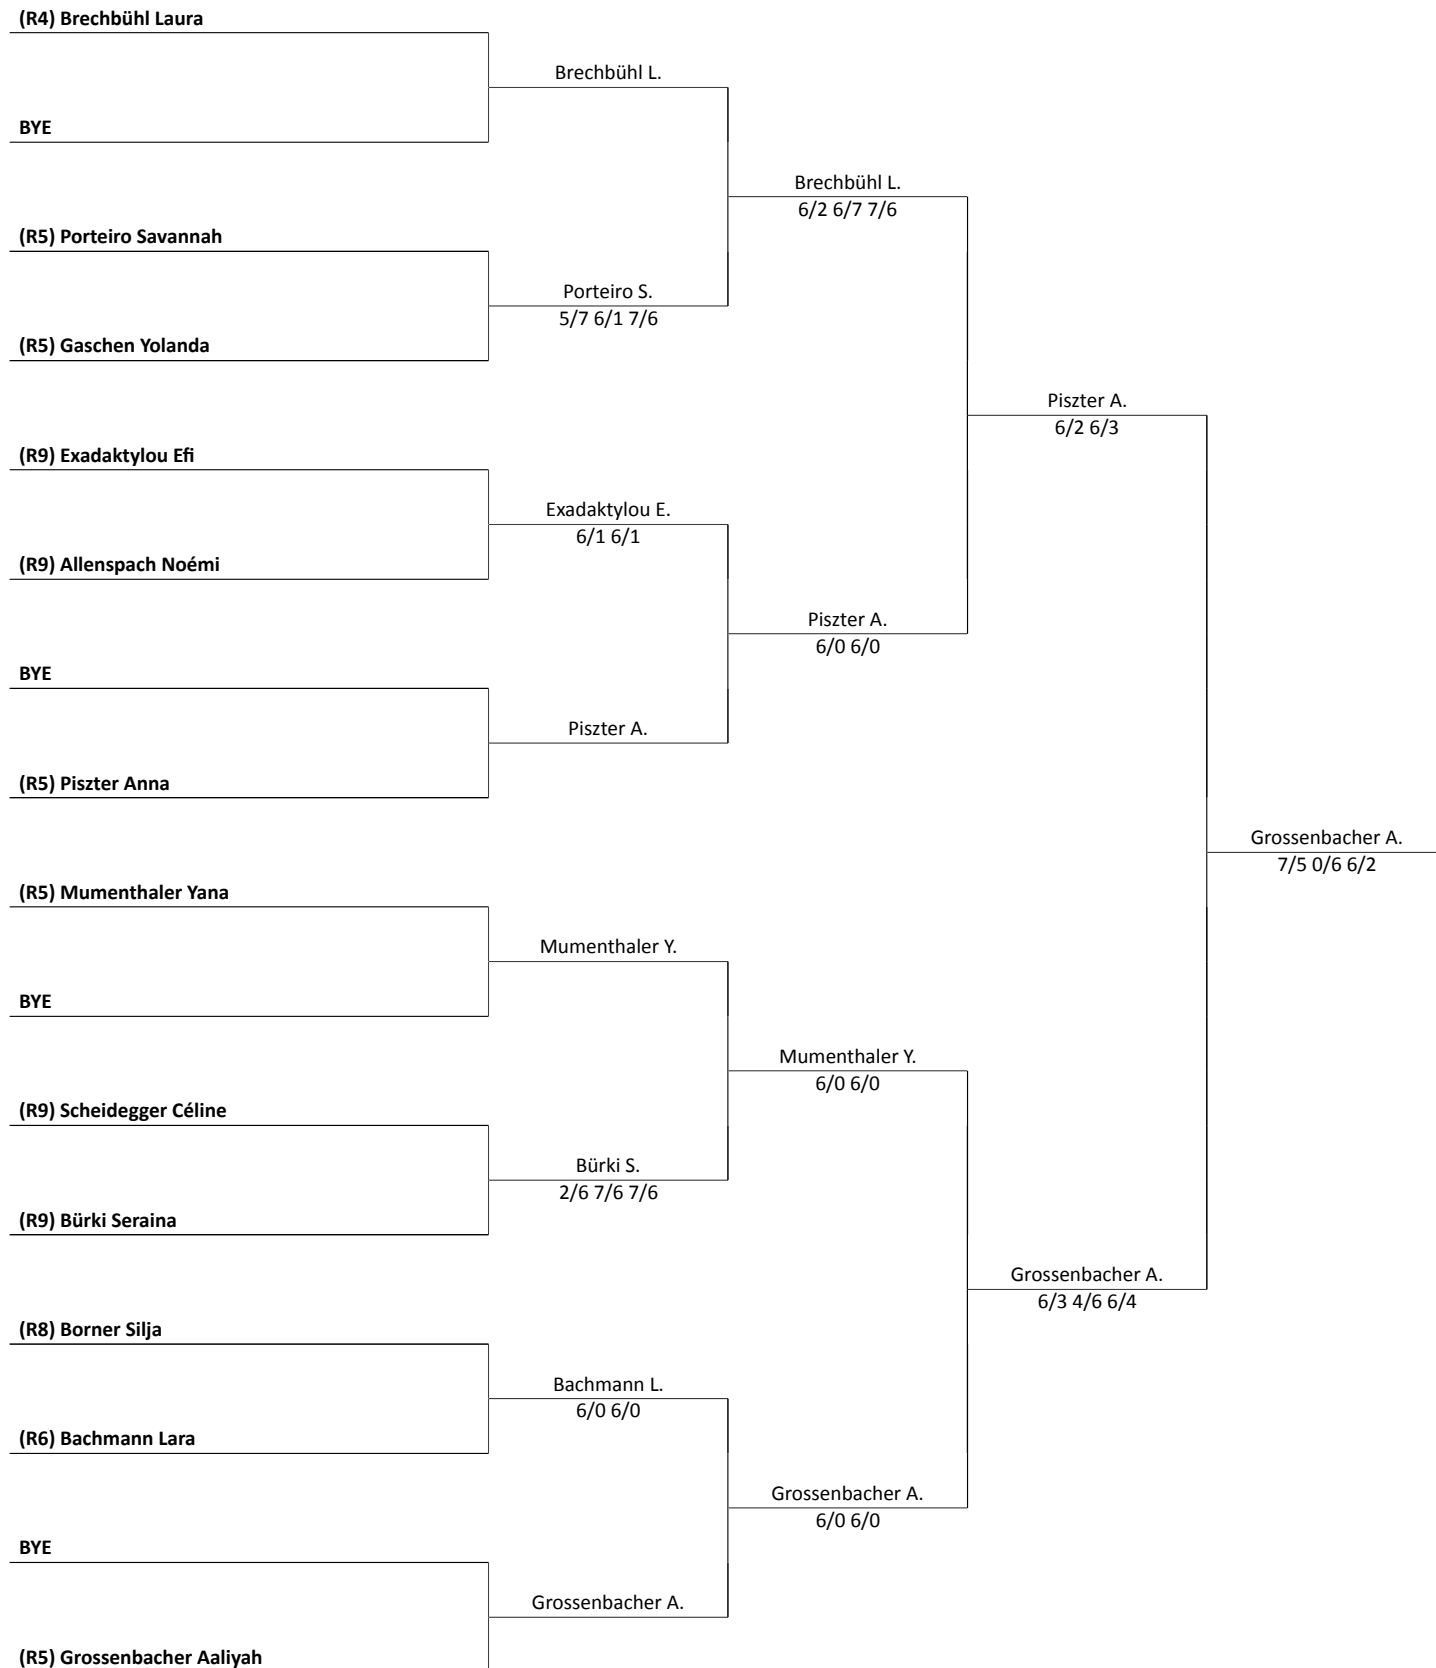 (R4) Brechbühl Laura
Brechbühl L.
BYE
Brechbühl L.
6/2 6/7 7/6
(R5) Porteiro Savannah
Porteiro S.
5/7 6/1 7/6
(R5) Gaschen Yolanda
Piszter A.
6/2 6/3
(R9) Exadaktylou Efi
Exadaktylou E.
6/1 6/1
(R9) Allenspach Noémi
Piszter A.
6/0 6/0
BYE
Piszter A.
(R5) Piszter Anna
Grossenbacher A.
7/5 0/6 6/2
(R5) Mumenthaler Yana
Mumenthaler Y.
BYE
Mumenthaler Y.
6/0 6/0
(R9) Scheidegger Céline
Bürki S.
2/6 7/6 7/6
(R9) Bürki Seraina
Grossenbacher A.
6/3 4/6 6/4
(R8) Borner Silja
Bachmann L.
6/0 6/0
(R6) Bachmann Lara
Grossenbacher A.
6/0 6/0
BYE
Grossenbacher A.
(R5) Grossenbacher Aaliyah